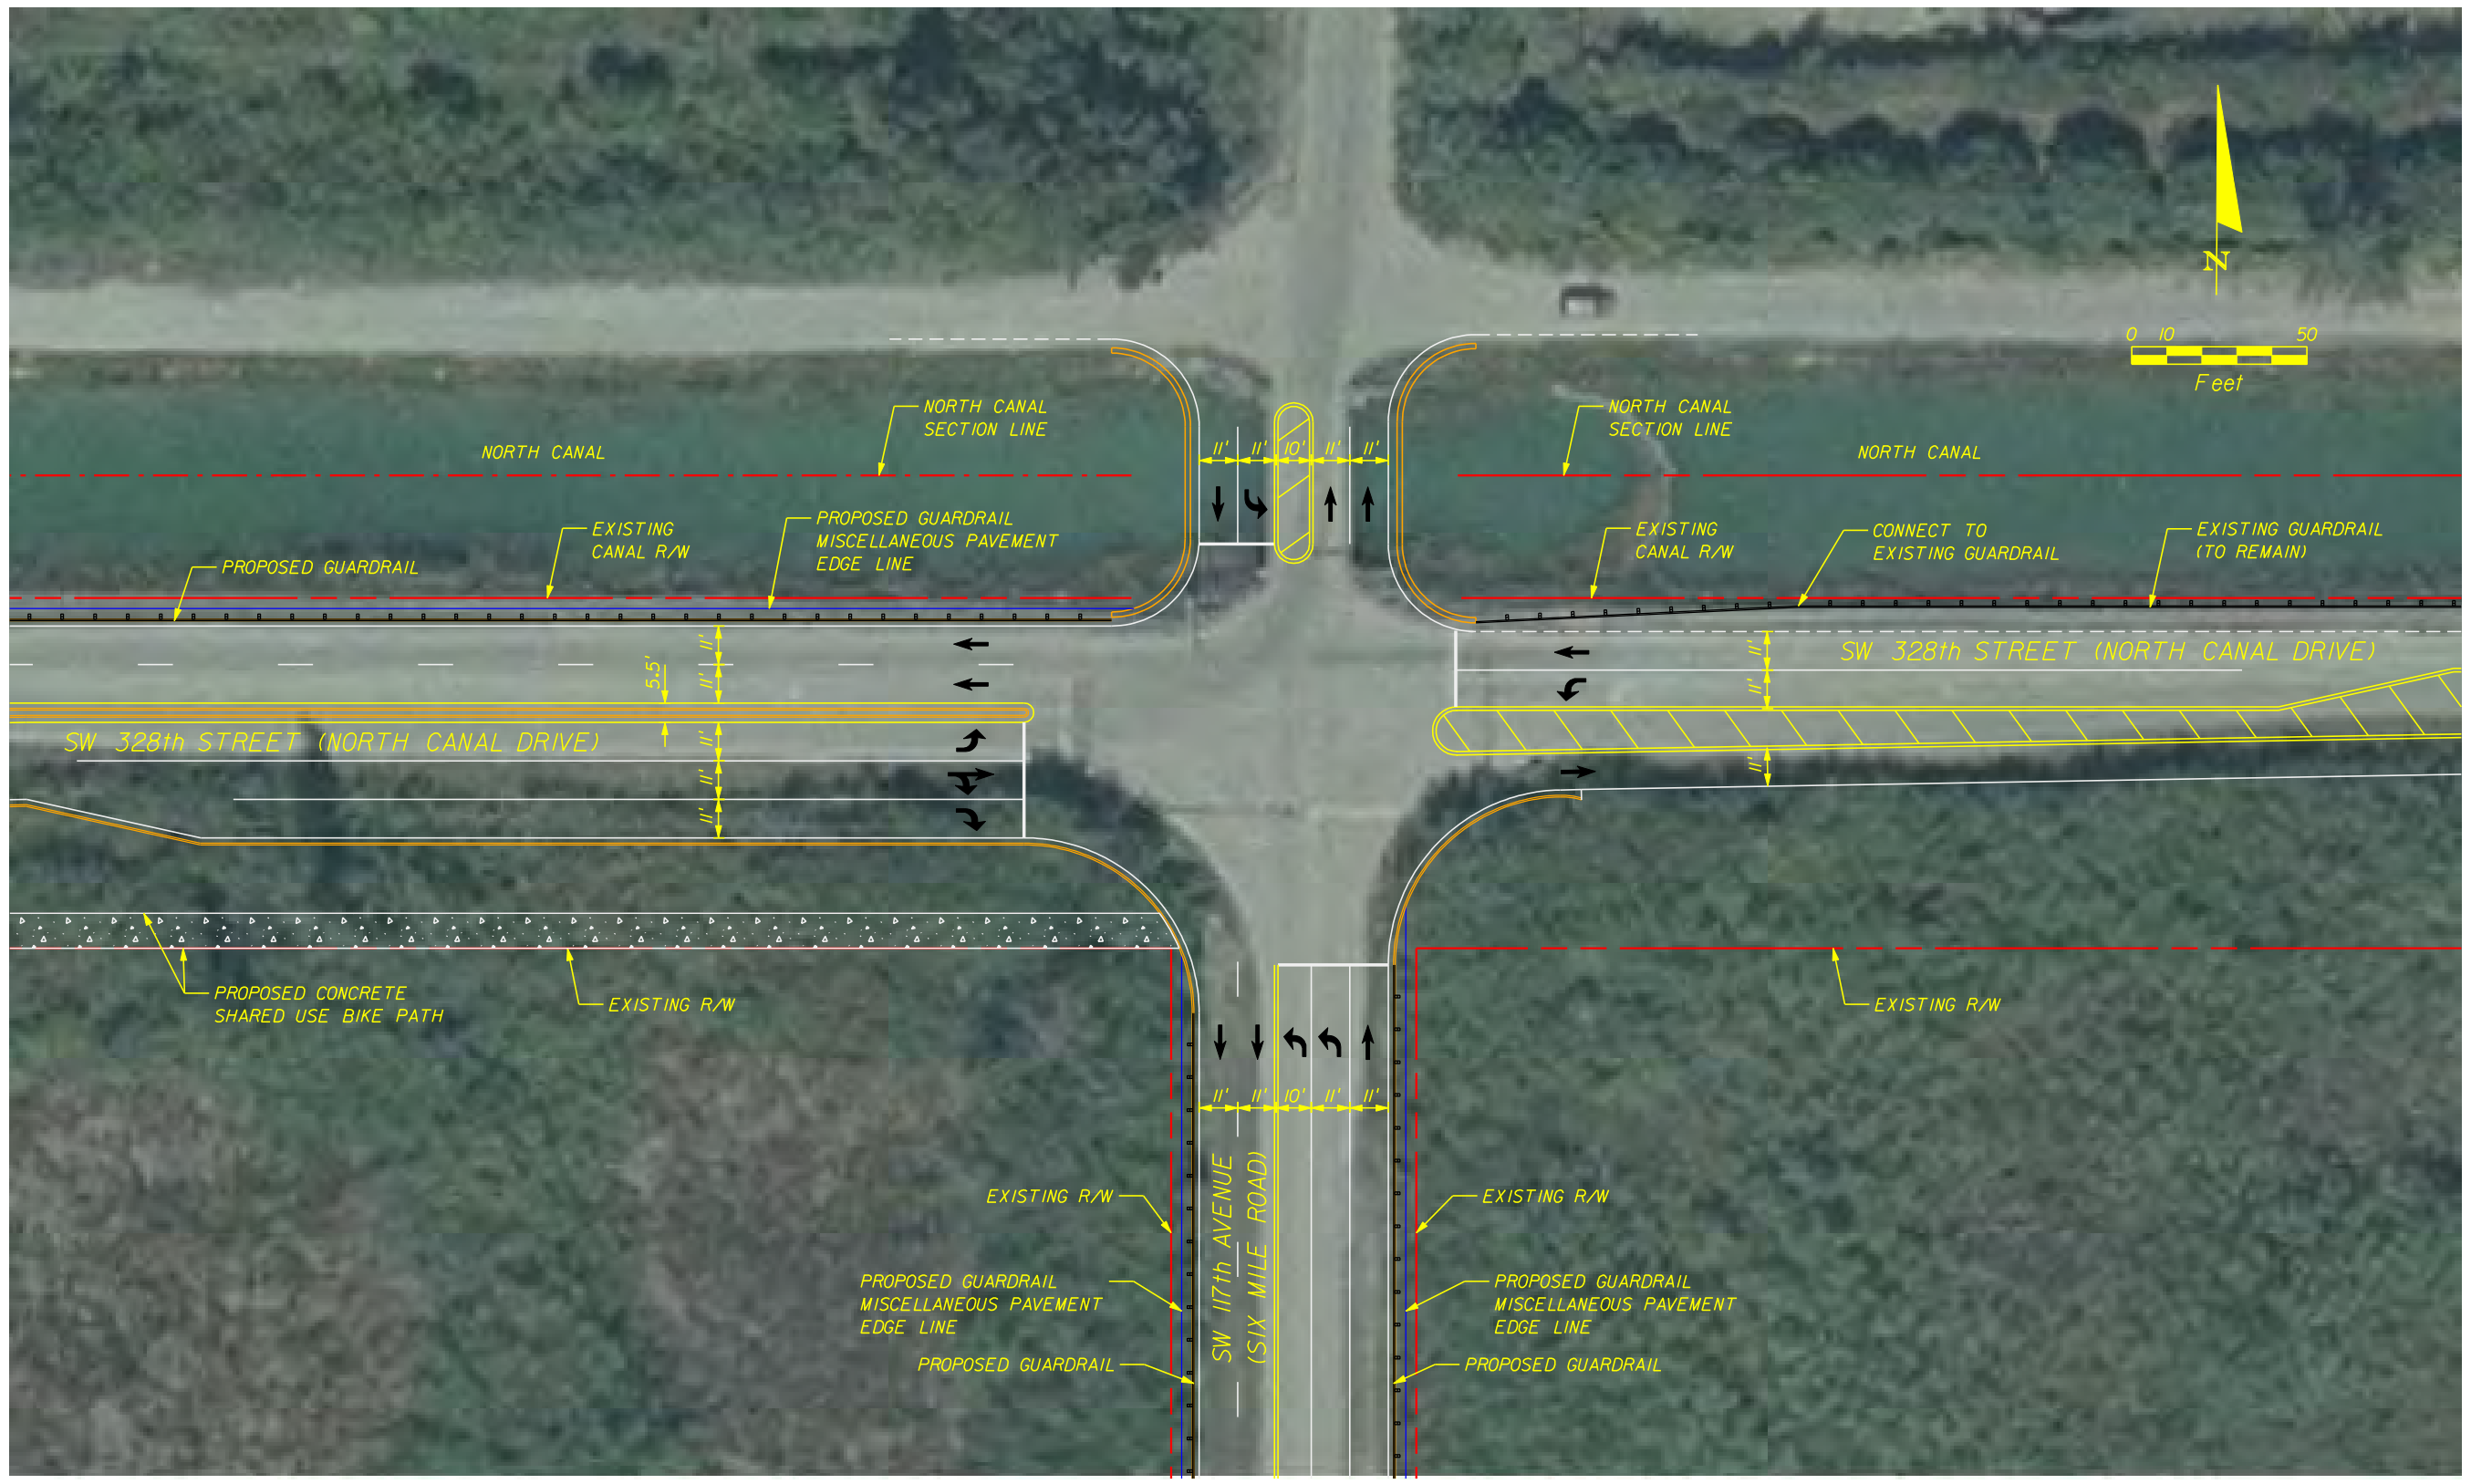 N
0 10 50
Feet
NORTH CANAL
SECTION LINE
NORTH CANAL
SECTION LINE
NORTH CANAL
NORTH CANAL
11' 11' 10' 11' 11'
PROPOSED GUARDRAIL
MISCELLANEOUS PAVEMENT
EDGE LINE
EXISTING
CANAL R/W
PROPOSED GUARDRAIL
EXISTING
CANAL R/W
CONNECT TO
EXISTING GUARDRAIL
EXISTING GUARDRAIL
(TO REMAIN)
11'
11'
5.5'
11'
11'
11'
SW 328th STREET (NORTH CANAL DRIVE)
11'
11'
11'
SW 328th STREET (NORTH CANAL DRIVE)
PROPOSED CONCRETE
SHARED USE BIKE PATH
EXISTING R/W
EXISTING R/W
11' 11' 10' 11' 11'
SW 117th AVENUE
(SIX MILE ROAD)
EXISTING R/W
EXISTING R/W
PROPOSED GUARDRAIL
MISCELLANEOUS PAVEMENT
EDGE LINE
PROPOSED GUARDRAIL
MISCELLANEOUS PAVEMENT
EDGE LINE
PROPOSED GUARDRAIL
PROPOSED GUARDRAIL